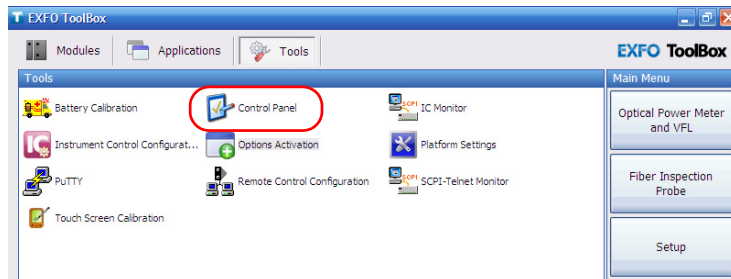 EXFO ToolBox
Modules Applications Tools EXFO ToolBox
Tools Main Menu
Battery Calibration Control Panel SCPI IC Monitor
Instrument Control Configurat... Options Activation Platform Settings
PuTTY Remote Control Configuration SCPI SCPI-Telnet Monitor
Touch Screen Calibration
Optical Power Meter
and VFL
Fiber Inspection
Probe
Setup